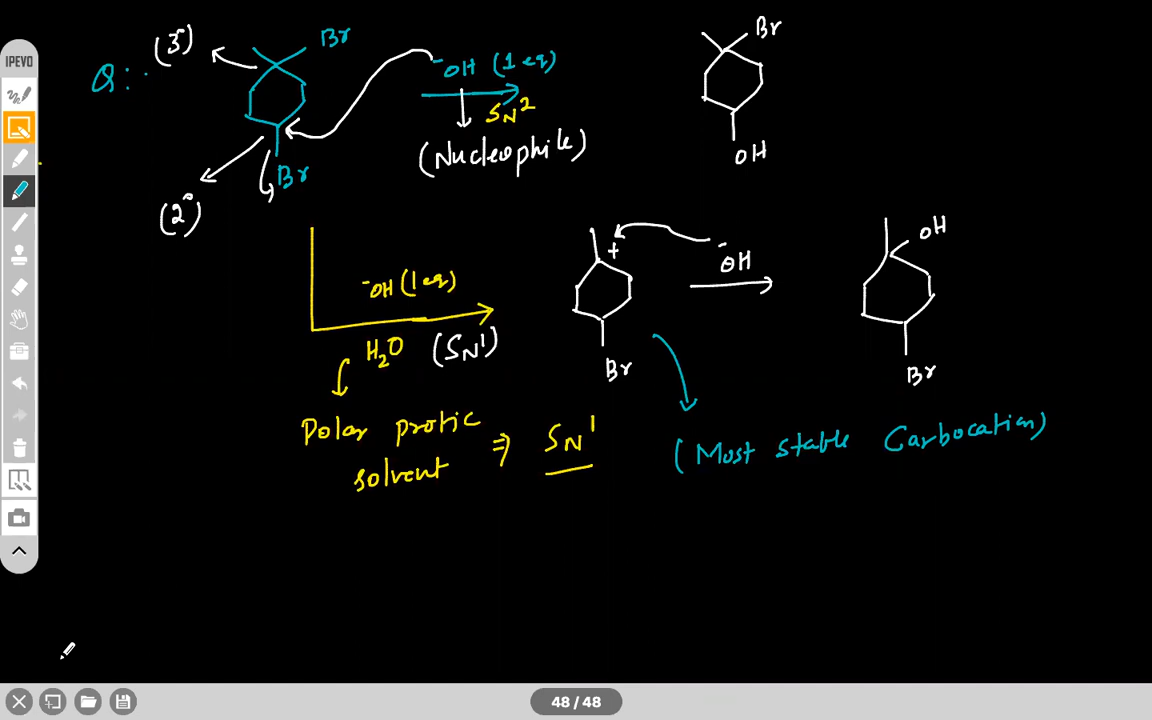 IPEVO
Q:.
(3°)
Br
⁻OH (1 eq)
SN²
(Nucleophile)
Br
(2°)
Br
OH
⁻OH (1 eq)
H₂O (SN¹)
+
⁻OH
Br
OH
Br
Polar protic
solvent ⇒ SN¹
(Most stable Carbocation)
48 / 48